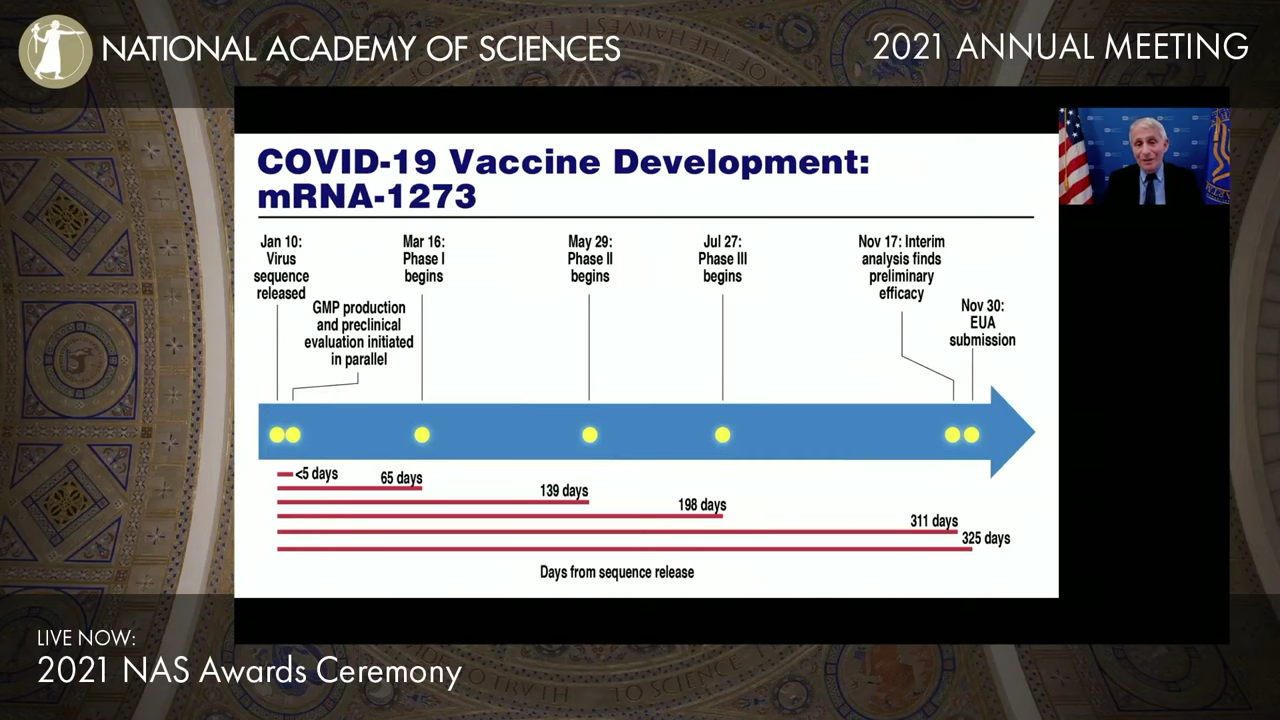 NATIONAL ACADEMY OF SCIENCES
2021 ANNUAL MEETING
COVID-19 Vaccine Development:
mRNA-1273
Jan 10:
Virus
sequence
released
GMP production
and preclinical
evaluation initiated
in parallel
Mar 16:
Phase I
begins
May 29:
Phase II
begins
Jul 27:
Phase III
begins
Nov 17: Interim
analysis finds
preliminary
efficacy
Nov 30:
EUA
submission
<5 days
65 days
139 days
198 days
311 days
325 days
Days from sequence release
LIVE NOW:
2021 NAS Awards Ceremony